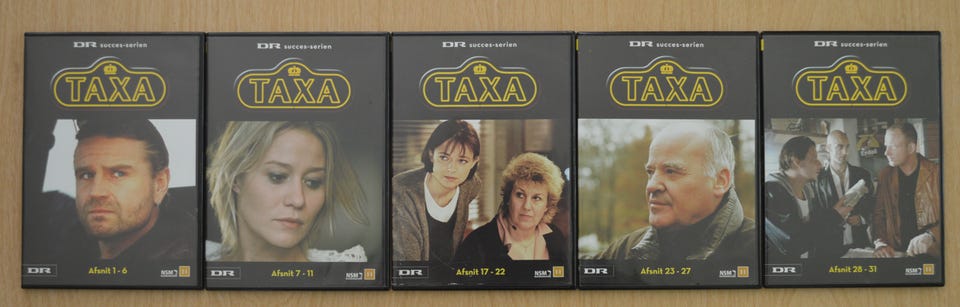 DR succes-serien
TAXA
DR
Afsnit 1 - 6
NSM
DR succes-serien
TAXA
DR
Afsnit 7 - 11
NSM
DR succes-serien
TAXA
DR
Afsnit 17 - 22
NSM
DR succes-serien
TAXA
DR
Afsnit 23 - 27
NSM
DR succes-serien
TAXA
DR
Afsnit 28 - 31
NSM